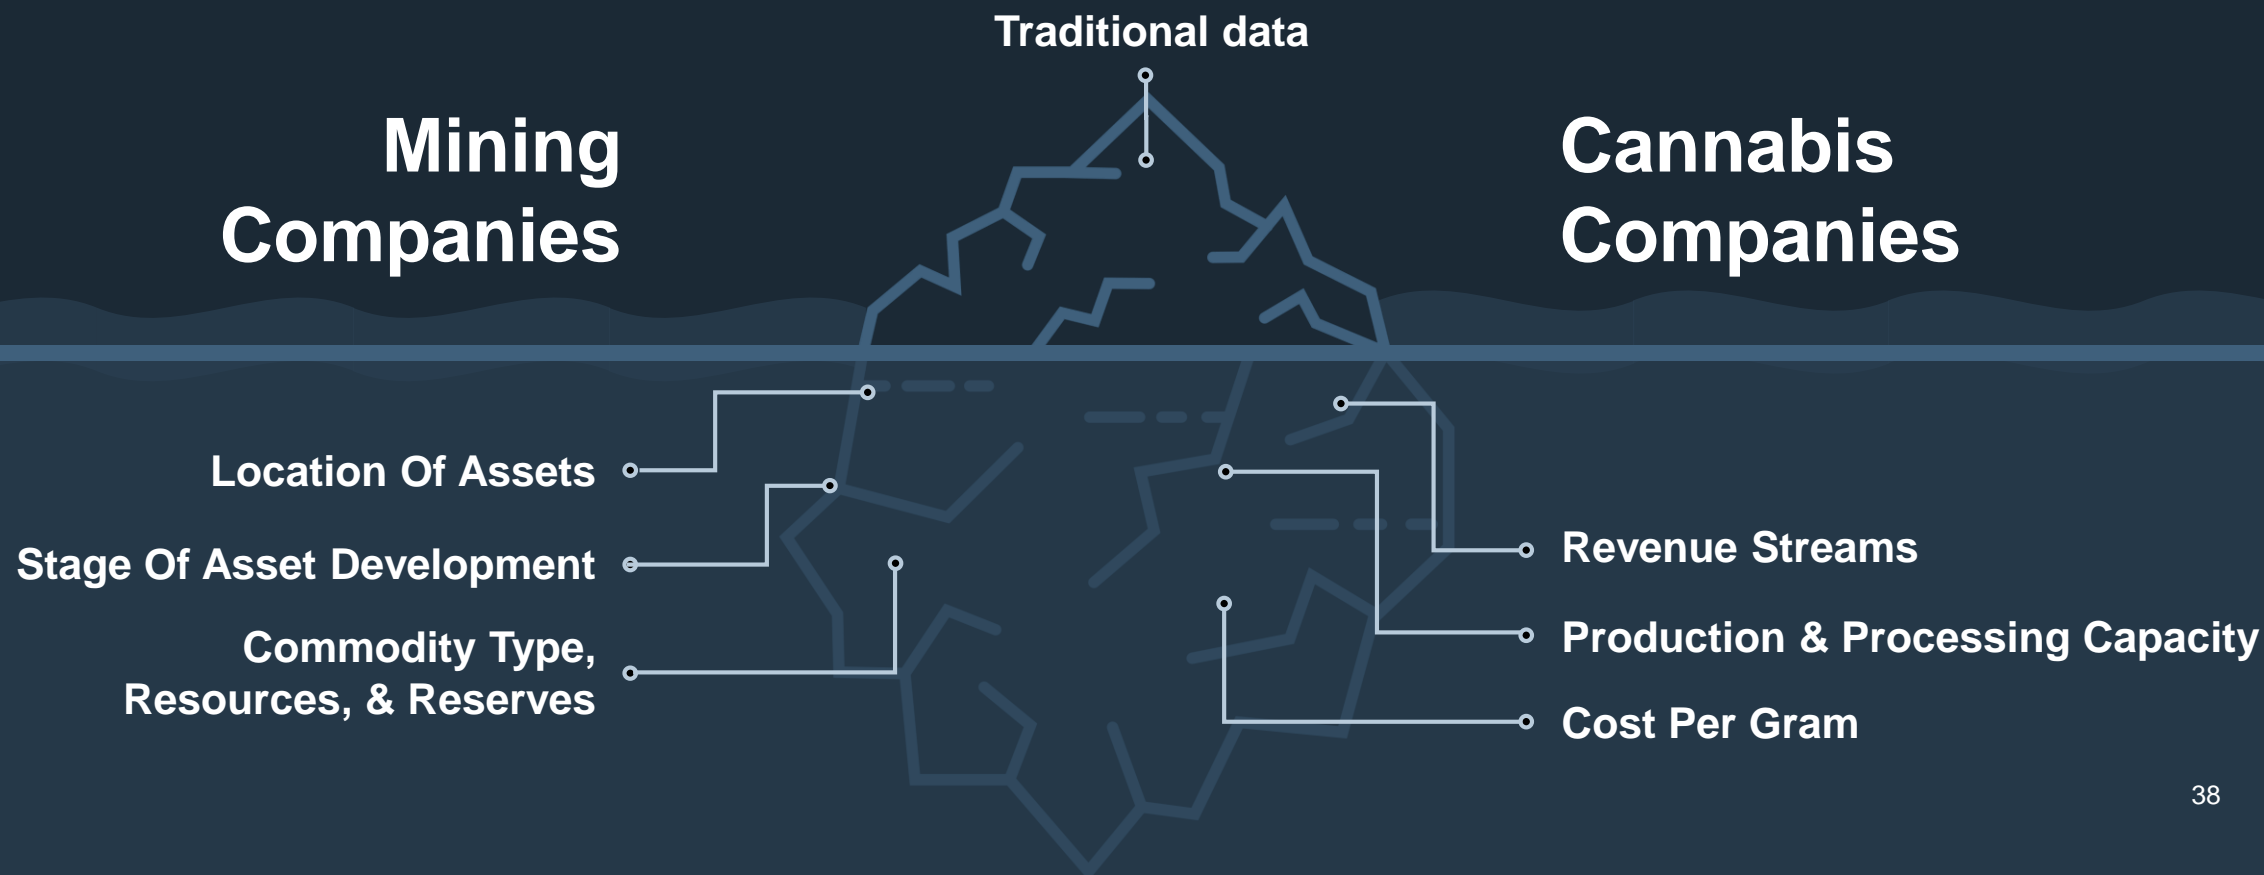 Traditional data
Mining
Companies
Location Of Assets
Stage Of Asset Development
Commodity Type,
Resources, & Reserves
Cannabis
Companies
Revenue Streams
Production & Processing Capacity
Cost Per Gram
38